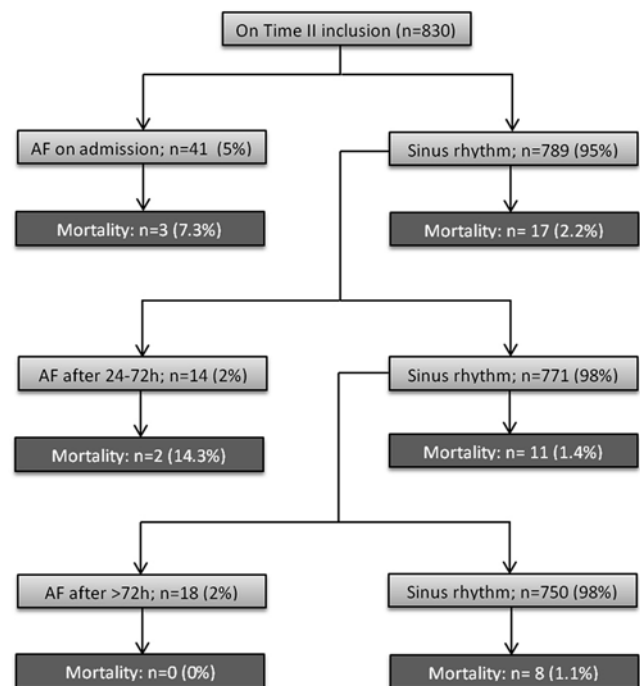 On Time II inclusion (n=830)
AF on admission; n=41 (5%)
Sinus rhythm; n=789 (95%)
Mortality: n=3 (7.3%)
Mortality: n= 17 (2.2%)
AF after 24-72h; n=14 (2%)
Sinus rhythm; n=771 (98%)
Mortality: n=2 (14.3%)
Mortality: n= 11 (1.4%)
AF after >72h; n=18 (2%)
Sinus rhythm; n=750 (98%)
Mortality: n=0 (0%)
Mortality: n= 8 (1.1%)